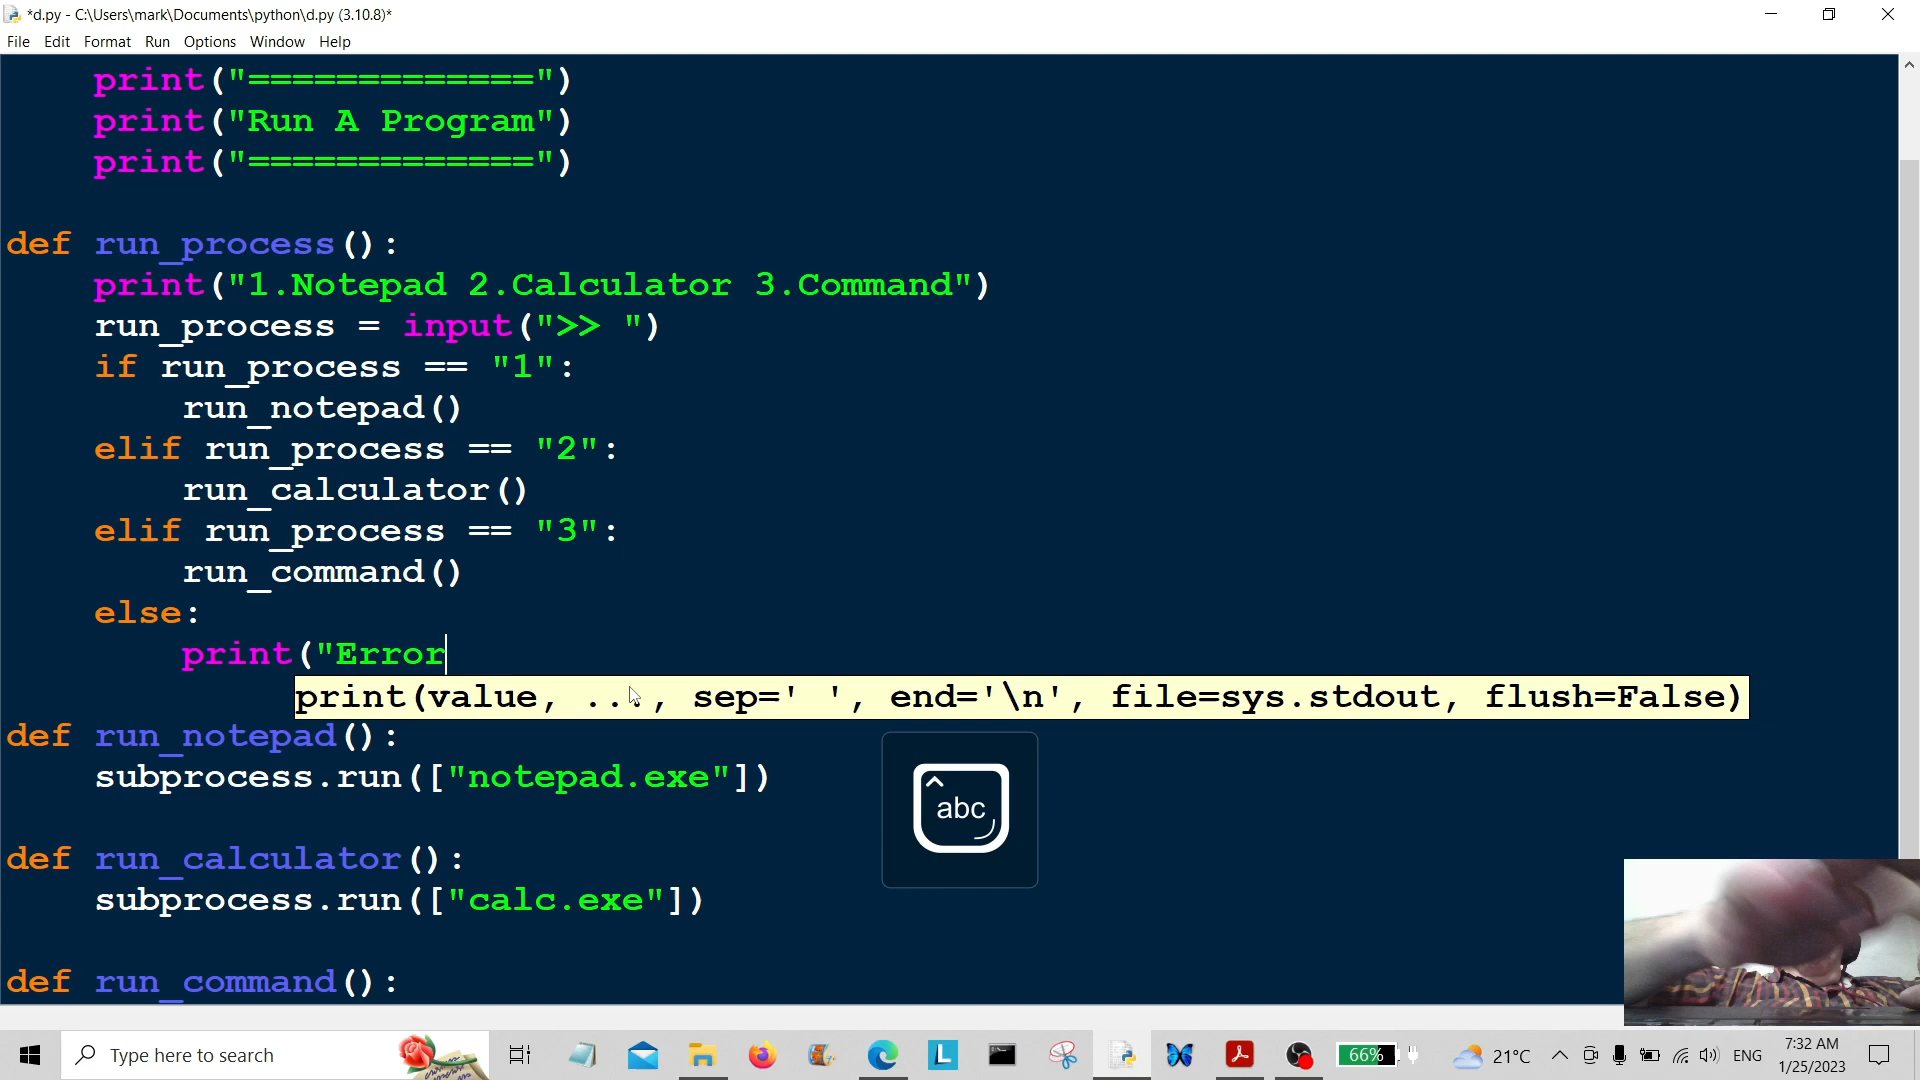 *d.py - C:\Users\mark\Documents\python\d.py (3.10.8)*
File Edit Format Run Options Window Help
print("=============")
print("Run A Program")
print("=============")
def run_process():
print("1.Notepad 2.Calculator 3.Command")
run_process = input(">> ")
if run_process == "1":
run_notepad()
elif run_process == "2":
run_calculator()
elif run_process == "3":
run_command()
else:
print("Error
print(value, ..., sep=' ', end='\n', file=sys.stdout, flush=False)
def run_notepad():
subprocess.run(["notepad.exe"])
abc
def run_calculator():
subprocess.run(["calc.exe"])
def run_command():
Type here to search
L
66%
21°C
ENG
7:32 AM
1/25/2023